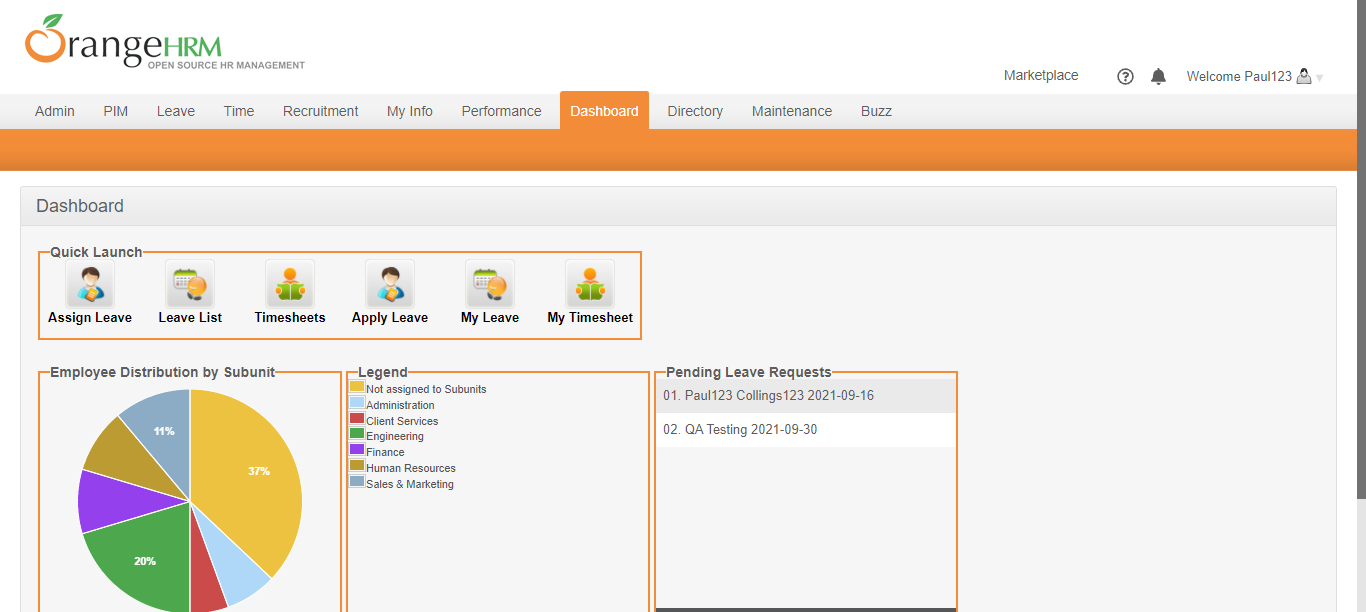 OrangeHRM
OPEN SOURCE HR MANAGEMENT
Marketplace ? Welcome Paul123
Admin PIM Leave Time Recruitment My Info Performance Dashboard Directory Maintenance Buzz
Dashboard
Quick Launch
Assign Leave Leave List Timesheets Apply Leave My Leave My Timesheet
Employee Distribution by Subunit
11%
37%
20%
Legend
Not assigned to Subunits
Administration
Client Services
Engineering
Finance
Human Resources
Sales & Marketing
Pending Leave Requests
01. Paul123 Collings123 2021-09-16
02. QA Testing 2021-09-30